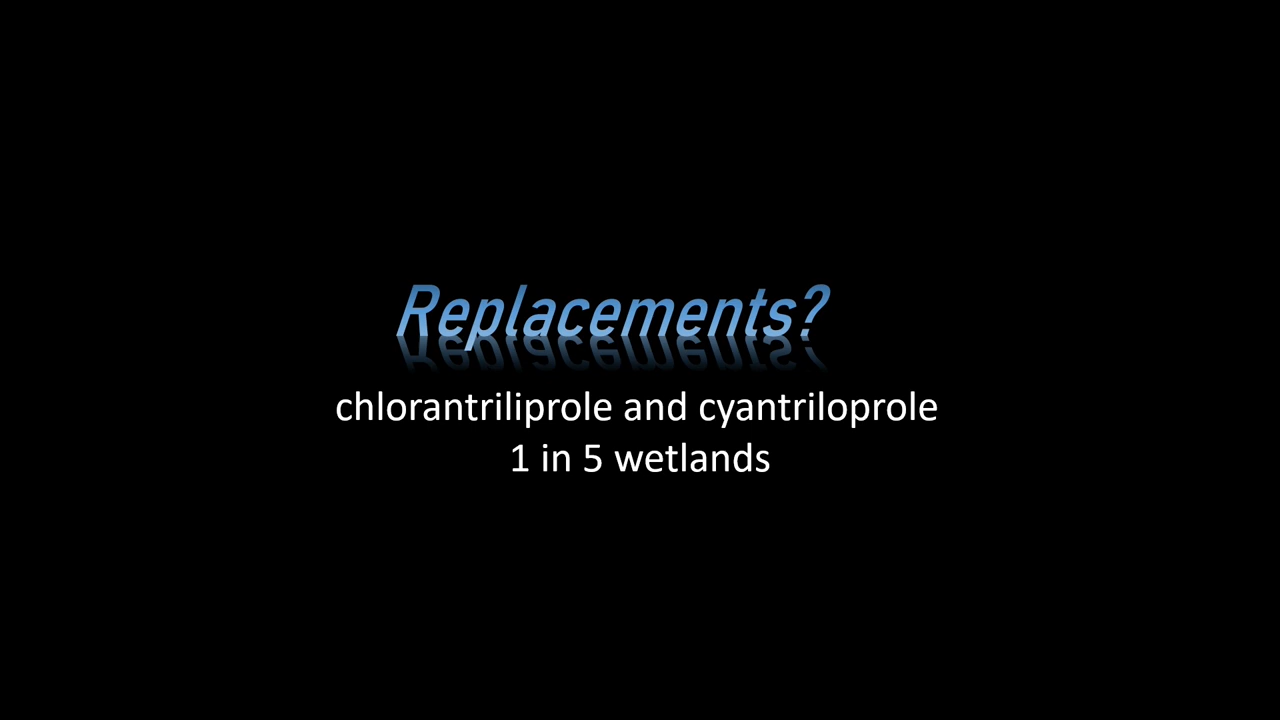 Replacements?
chlorantriliprole and cyantriloprole
1 in 5 wetlands